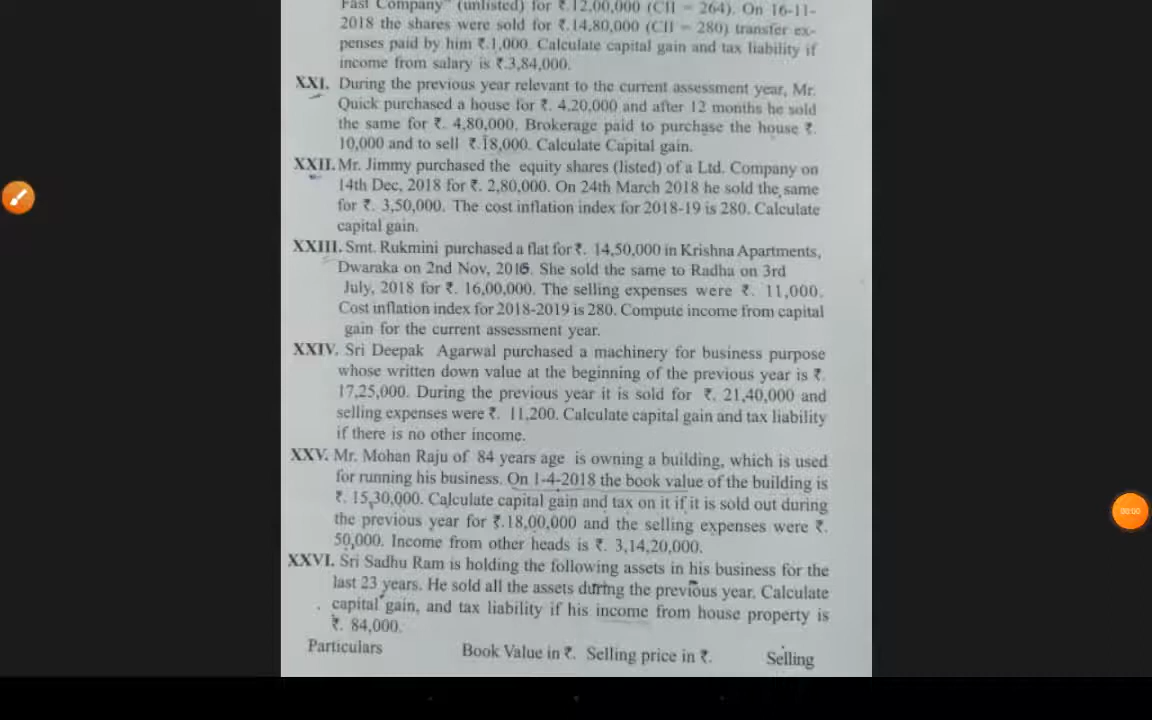 Fast Company" (unlisted) for ₹.12,00,000 (CII = 264). On 16-11-
2018 the shares were sold for ₹.14,80,000 (CII = 280) transfer ex-
penses paid by him ₹.1,000. Calculate capital gain and tax liability if
income from salary is ₹.3,84,000.
XXI. During the previous year relevant to the current assessment year, Mr.
Quick purchased a house for ₹. 4,20,000 and after 12 months he sold
the same for ₹. 4,80,000. Brokerage paid to purchase the house ₹.
10,000 and to sell ₹.18,000. Calculate Capital gain.
XXII. Mr. Jimmy purchased the equity shares (listed) of a Ltd. Company on
14th Dec, 2018 for ₹. 2,80,000. On 24th March 2018 he sold the same
for ₹. 3,50,000. The cost inflation index for 2018-19 is 280. Calculate
capital gain.
XXIII. Smt. Rukmini purchased a flat for ₹. 14,50,000 in Krishna Apartments,
Dwaraka on 2nd Nov, 2016. She sold the same to Radha on 3rd
July, 2018 for ₹. 16,00,000. The selling expenses were ₹. 11,000.
Cost inflation index for 2018-2019 is 280. Compute income from capital
gain for the current assessment year.
XXIV. Sri Deepak Agarwal purchased a machinery for business purpose
whose written down value at the beginning of the previous year is ₹.
17,25,000. During the previous year it is sold for ₹. 21,40,000 and
selling expenses were ₹. 11,200. Calculate capital gain and tax liability
if there is no other income.
XXV. Mr. Mohan Raju of 84 years age is owning a building, which is used
for running his business. On 1-4-2018 the book value of the building is
₹. 15,30,000. Calculate capital gain and tax on it if it is sold out during
the previous year for ₹.18,00,000 and the selling expenses were ₹.
50,000. Income from other heads is ₹. 3,14,20,000.
XXVI. Sri Sadhu Ram is holding the following assets in his business for the
last 23 years. He sold all the assets during the previous year. Calculate
capital gain, and tax liability if his income from house property is
₹. 84,000.
Particulars Book Value in ₹. Selling price in ₹. Selling
00:00